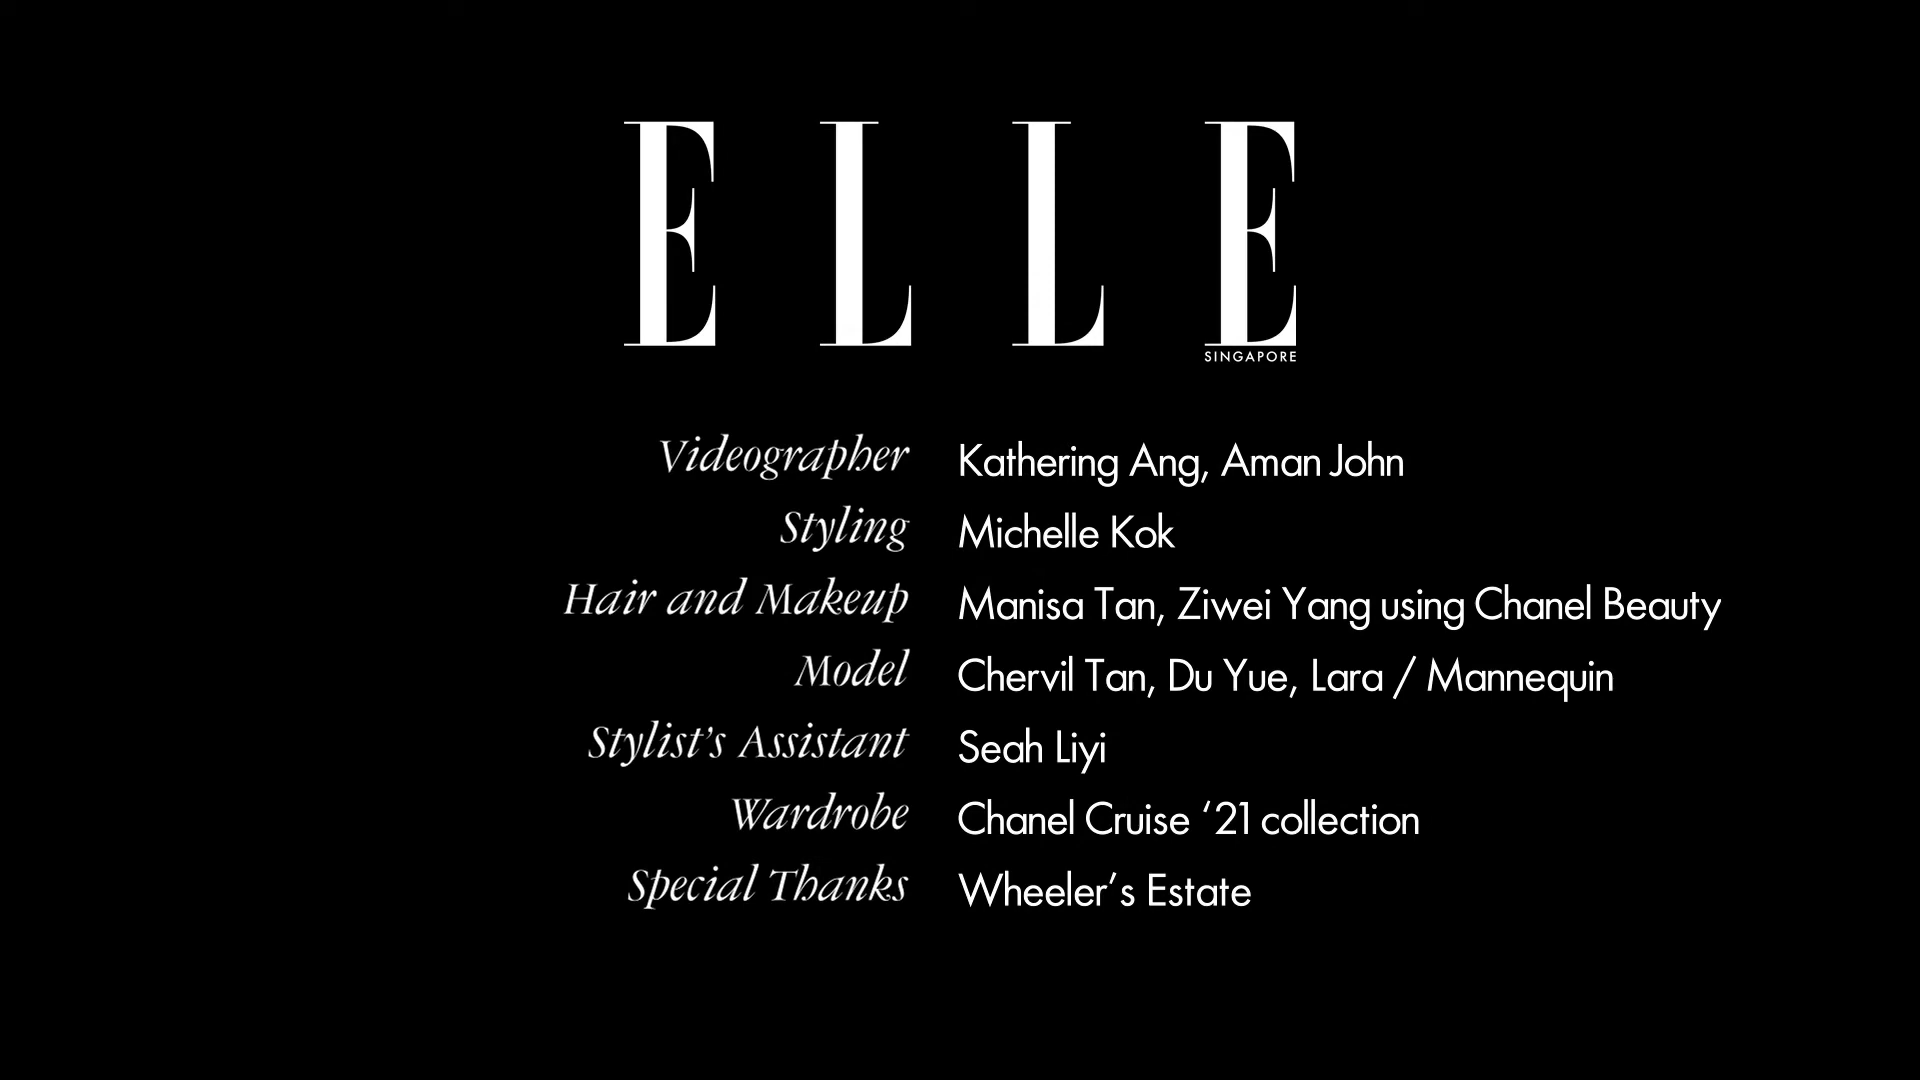 ELLE
SINGAPORE
Videographer Kathering Ang, Aman John
Styling Michelle Kok
Hair and Makeup Manisa Tan, Ziwei Yang using Chanel Beauty
Model Chervil Tan, Du Yue, Lara / Mannequin
Stylist’s Assistant Seah Liyi
Wardrobe Chanel Cruise ‘21 collection
Special Thanks Wheeler’s Estate